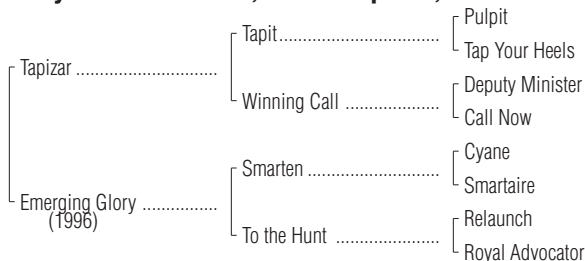 Pulpit
Tapit
Tap Your Heels
Tapizar
Deputy Minister
Winning Call
Call Now
Cyane
Smarten
Smartaire
Emerging Glory
(1996)
Relaunch
To the Hunt
Royal Advocator